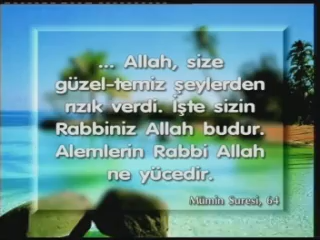 ... Allah, size
güzel-temiz şeylerden
rızık verdi. İşte sizin
Rabbiniz Allah budur.
Alemlerin Rabbi Allah
ne yücedir.
Mümin Suresi, 64